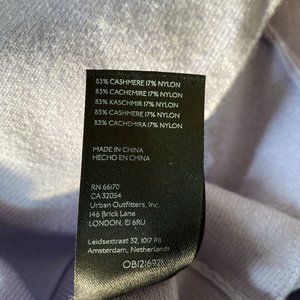 83% CASHMERE 17% NYLON
83% CACHEMIRE 17% NYLON
83% KASCHMIR 17% NYLON
83% CASHMERE 17% NYLON
83% CACHEMIRA 17% NYLON
MADE IN CHINA
HECHO EN CHINA
RN 66170
CA 32054
Urban Outfitters, Inc.
146 Brick Lane
LONDON, E1 6RU
Leidsestraat 32, 1017 PB
Amsterdam, Netherlands